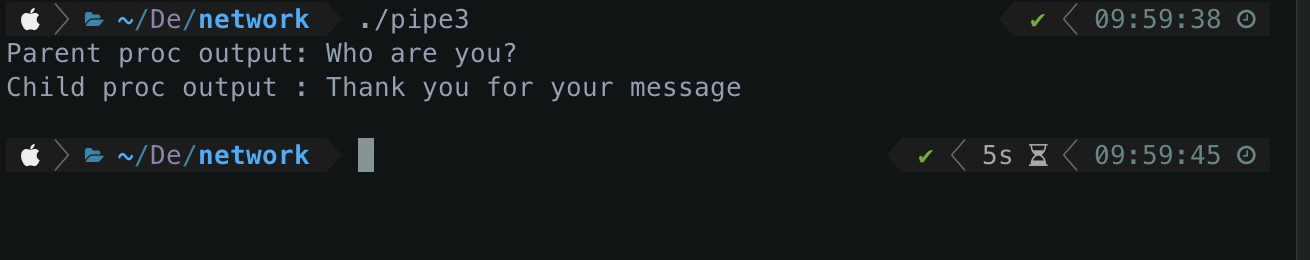 ~/De/network ./pipe3 ✔ 09:59:38
Parent proc output: Who are you?
Child proc output : Thank you for your message
~/De/network ✔ 5s 09:59:45